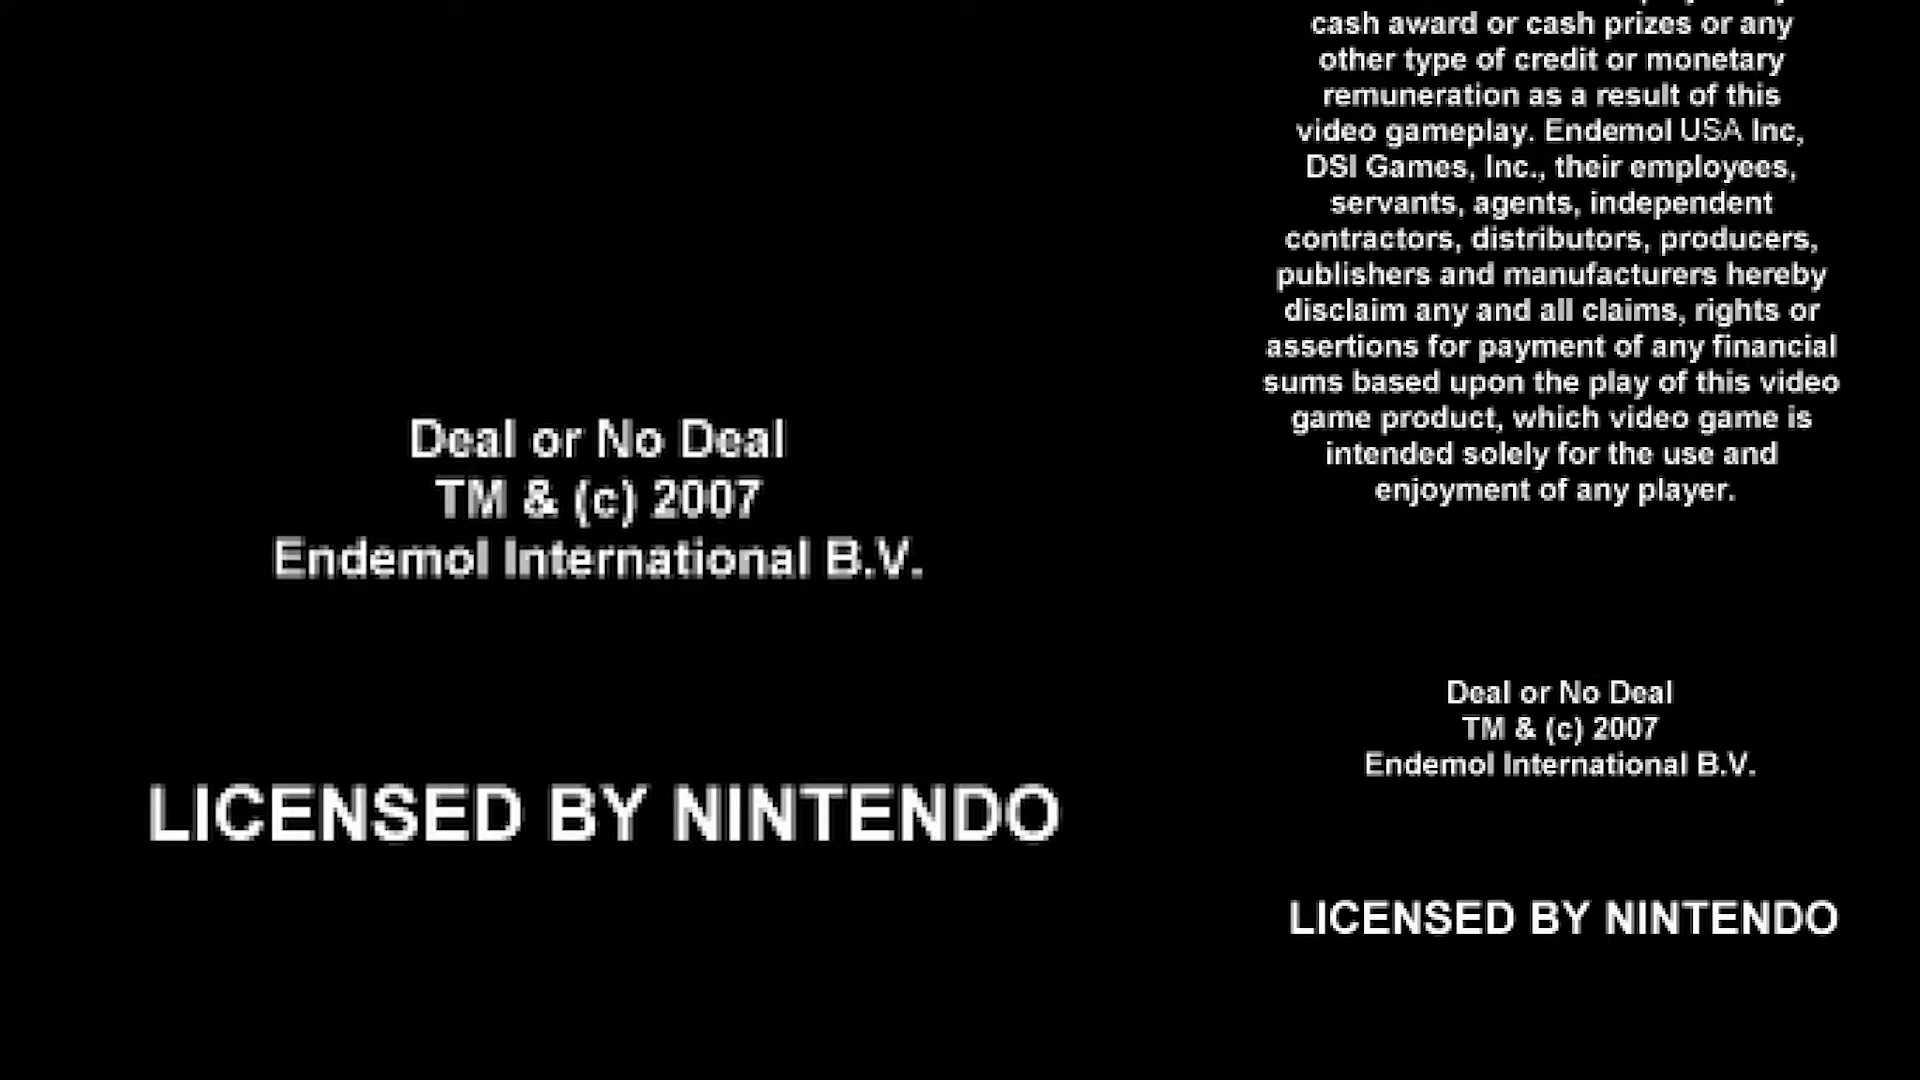 Deal or No Deal
TM & (c) 2007
Endemol International B.V.
LICENSED BY NINTENDO
cash award or cash prizes or any
other type of credit or monetary
remuneration as a result of this
video gameplay. Endemol USA Inc,
DSI Games, Inc., their employees,
servants, agents, independent
contractors, distributors, producers,
publishers and manufacturers hereby
disclaim any and all claims, rights or
assertions for payment of any financial
sums based upon the play of this video
game product, which video game is
intended solely for the use and
enjoyment of any player.
Deal or No Deal
TM & (c) 2007
Endemol International B.V.
LICENSED BY NINTENDO